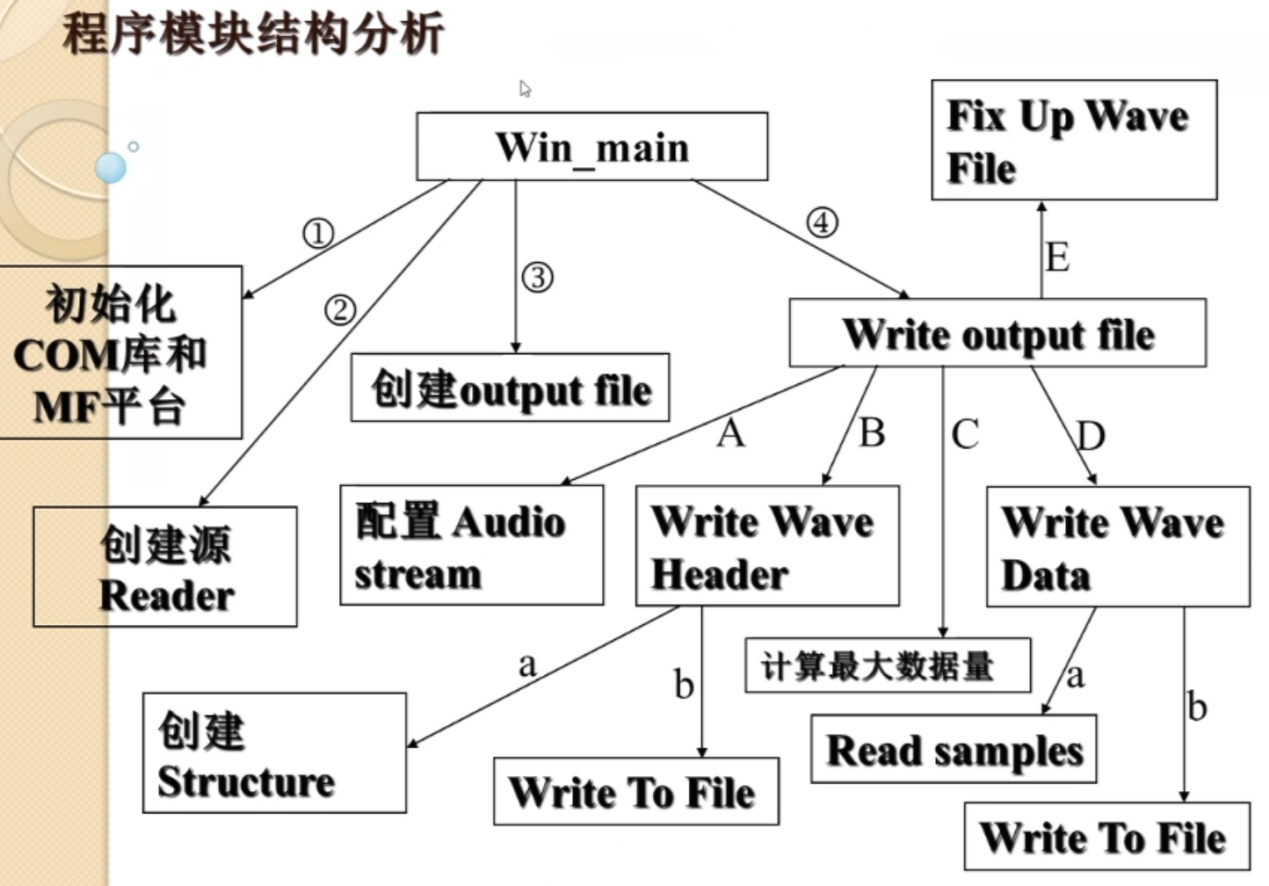 程序模块结构分析
Win_main
Fix Up Wave
File
①
④
E
②
③
初始化
COM库和
MF平台
Write output file
创建output file
A
B
C
D
配置 Audio
stream
Write Wave
Header
Write Wave
Data
创建源
Reader
a
b
计算最大数据量
a
b
创建
Structure
Read samples
Write To File
Write To File